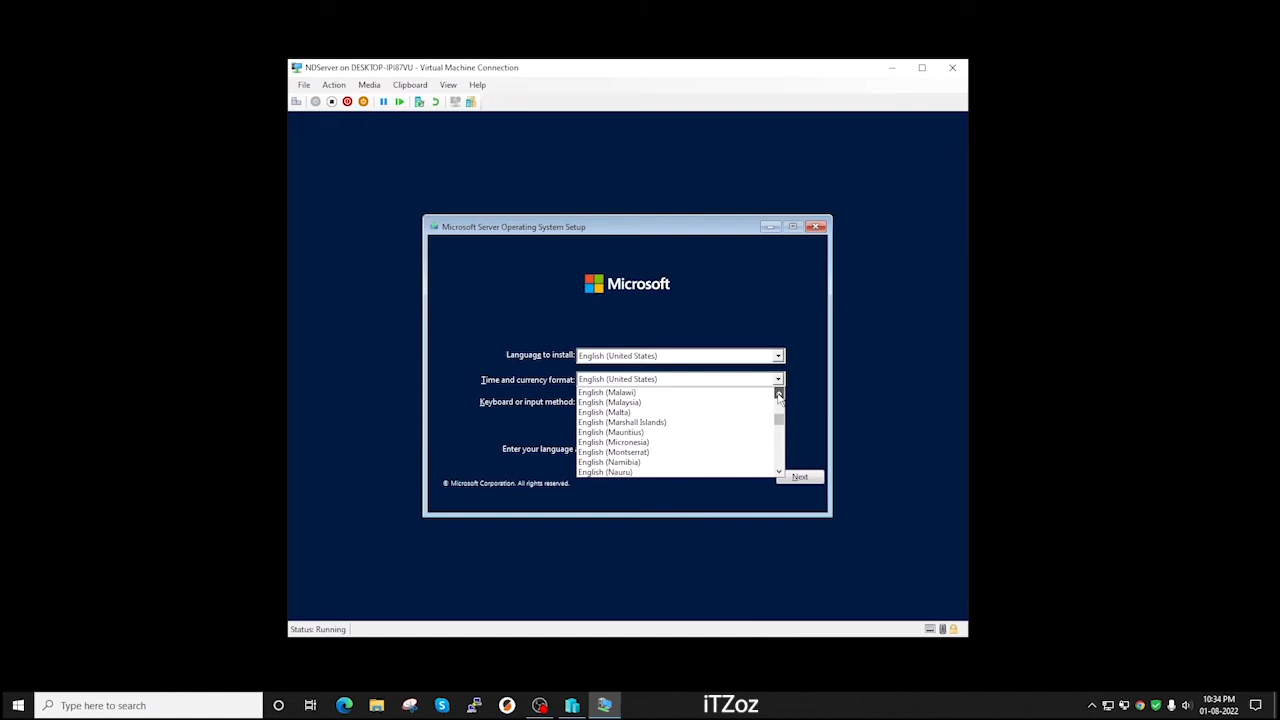 NDServer on DESKTOP-IPI87VU - Virtual Machine Connection
File Action Media Clipboard View Help
Microsoft Server Operating System Setup
Microsoft
Language to install: English (United States)
Time and currency format: English (United States)
English (Malawi)
Keyboard or input method:
English (Malaysia)
English (Malta)
English (Marshall Islands)
English (Mauritius)
English (Micronesia)
Enter your language
English (Montserrat)
English (Namibia)
English (Nauru)
Next
© Microsoft Corporation. All rights reserved.
Status: Running
Type here to search
iTZoz
10:34 PM
01-08-2022